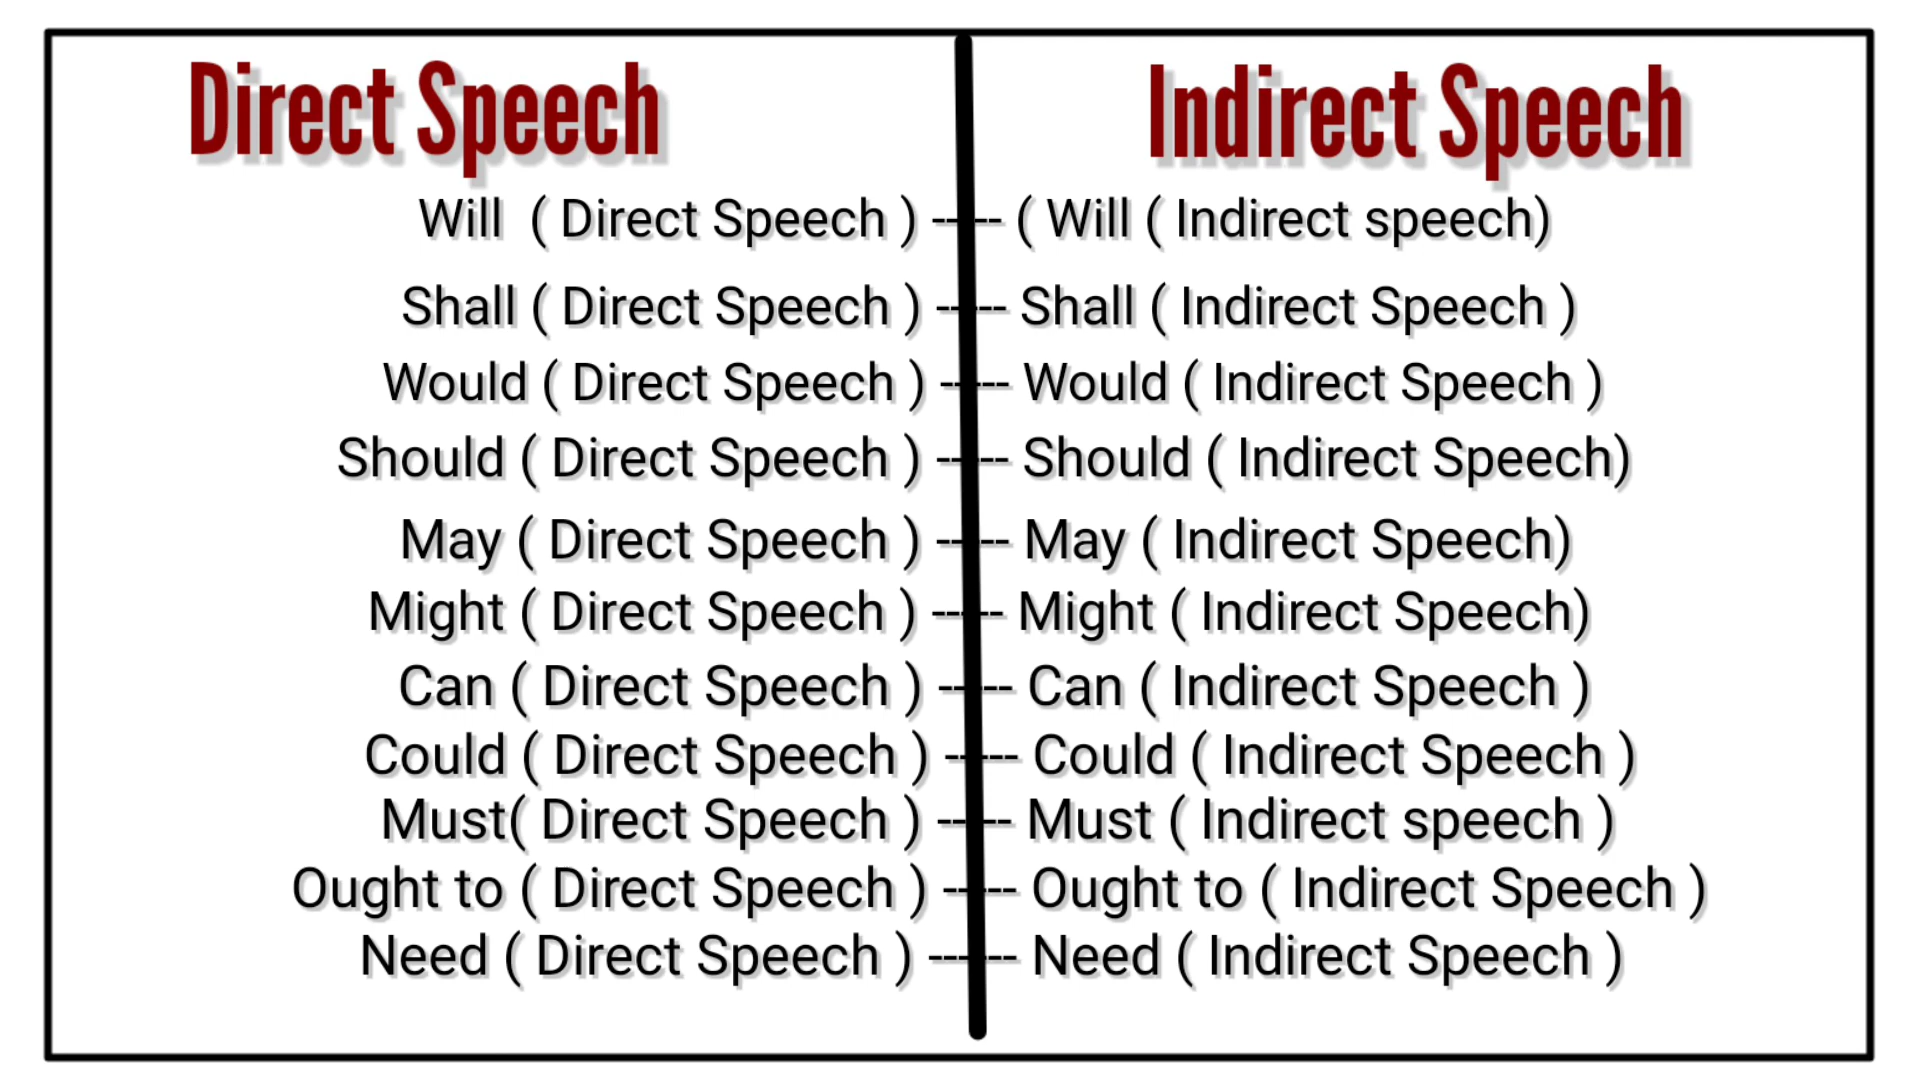 Direct Speech Indirect Speech
Will ( Direct Speech ) ----- ( Will ( Indirect speech)
Shall ( Direct Speech ) ----- Shall ( Indirect Speech )
Would ( Direct Speech ) ----- Would ( Indirect Speech )
Should ( Direct Speech ) ----- Should ( Indirect Speech)
May ( Direct Speech ) ----- May ( Indirect Speech)
Might ( Direct Speech ) ----- Might ( Indirect Speech)
Can ( Direct Speech ) ----- Can ( Indirect Speech )
Could ( Direct Speech ) ----- Could ( Indirect Speech )
Must( Direct Speech ) ----- Must ( Indirect speech )
Ought to ( Direct Speech ) ----- Ought to ( Indirect Speech )
Need ( Direct Speech ) ------ Need ( Indirect Speech )